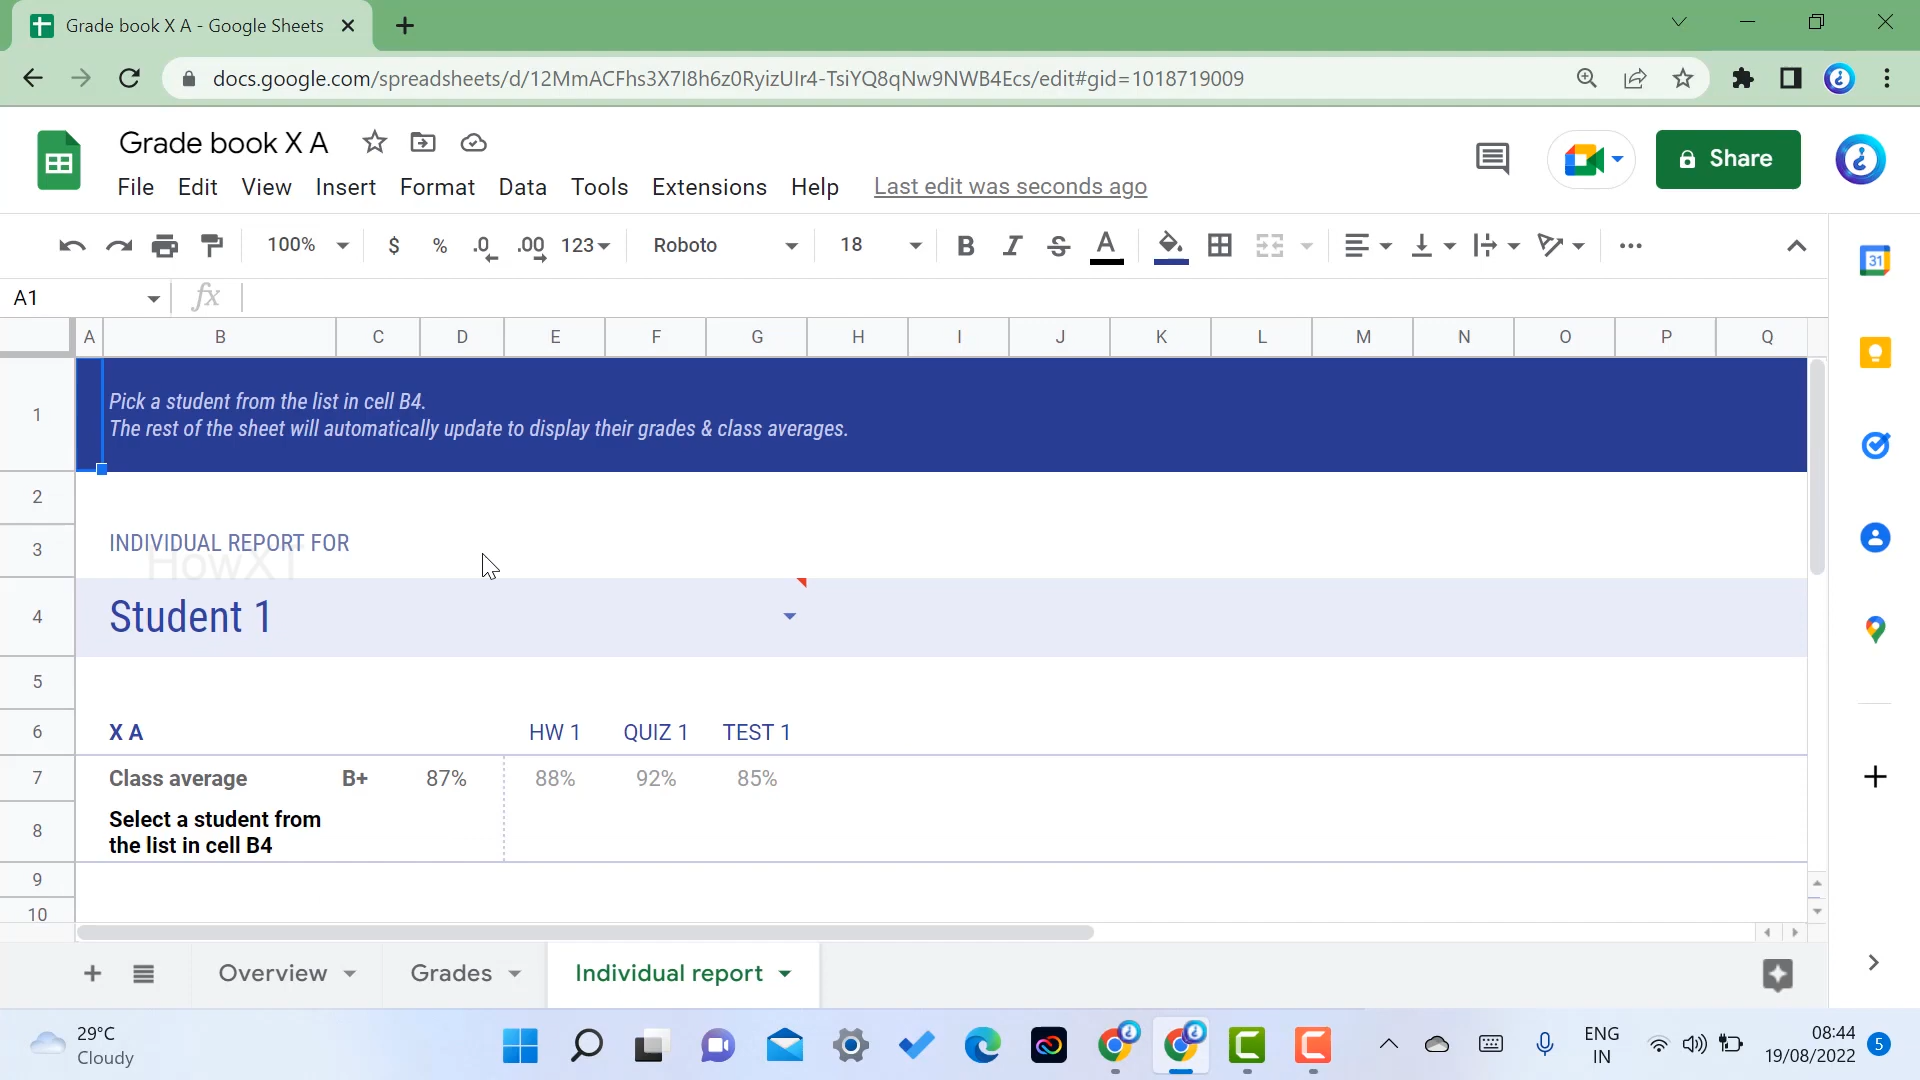 Grade book X A - Google Sheets
docs.google.com/spreadsheets/d/12MmACFhs3X7I8h6z0RyizUIr4-TsiYQ8qNw9NWB4Ecs/edit#gid=1018719009
Grade book X A
File Edit View Insert Format Data Tools Extensions Help Last edit was seconds ago
Share
100% $ % .0 .00 123 Roboto 18 B I S A
31
A1 fx
A B C D E F G H I J K L M N O P Q
1
Pick a student from the list in cell B4.
The rest of the sheet will automatically update to display their grades & class averages.
2
3 INDIVIDUAL REPORT FOR
HowXT
4 Student 1
5
6 X A HW 1 QUIZ 1 TEST 1
7 Class average B+ 87% 88% 92% 85%
8 Select a student from
the list in cell B4
9
10
Overview Grades Individual report
29°C
Cloudy
ENG
IN
08:44
19/08/2022
5